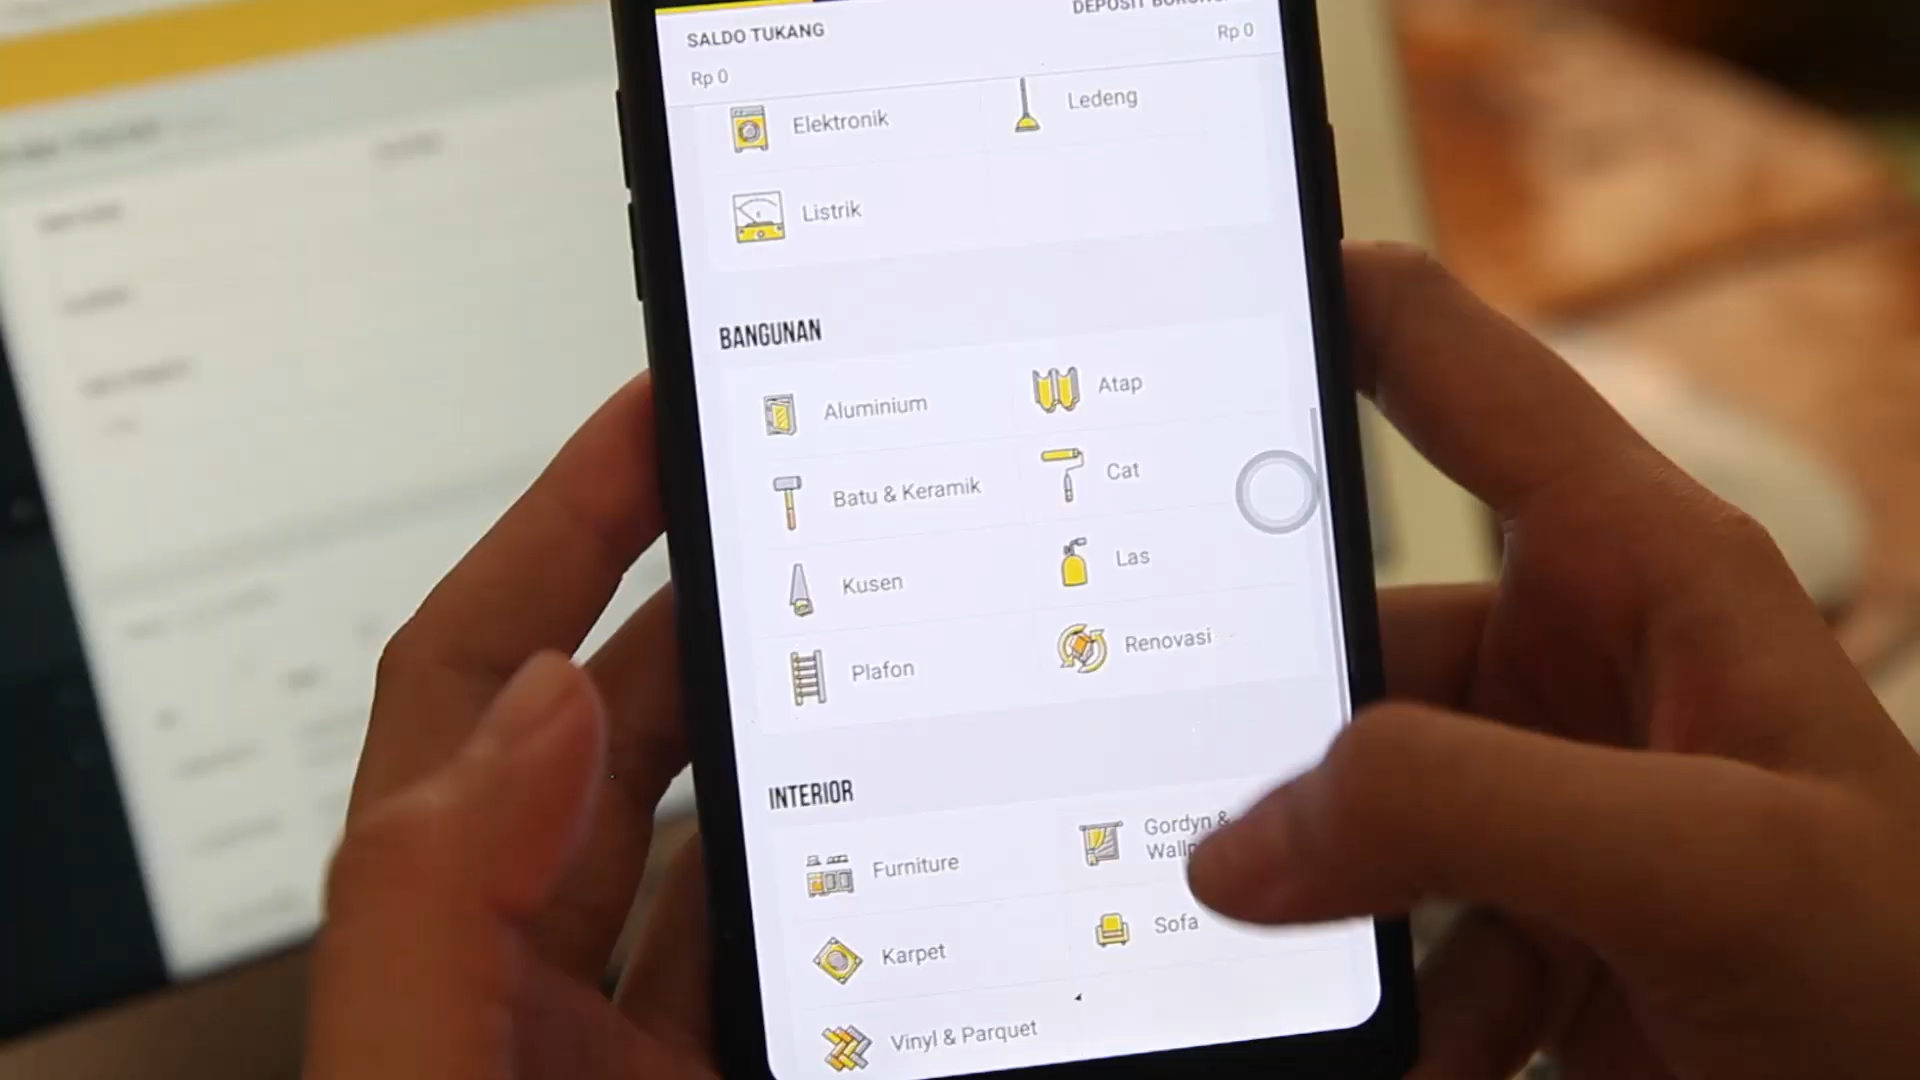 SALDO TUKANG
DEPOSIT
Rp 0
Rp 0
Elektronik
Ledeng
Listrik
BANGUNAN
Aluminium
Atap
Batu & Keramik
Cat
Kusen
Las
Plafon
Renovasi
INTERIOR
Furniture
Gordyn &
Karpet
Sofa
Vinyl & Parquet